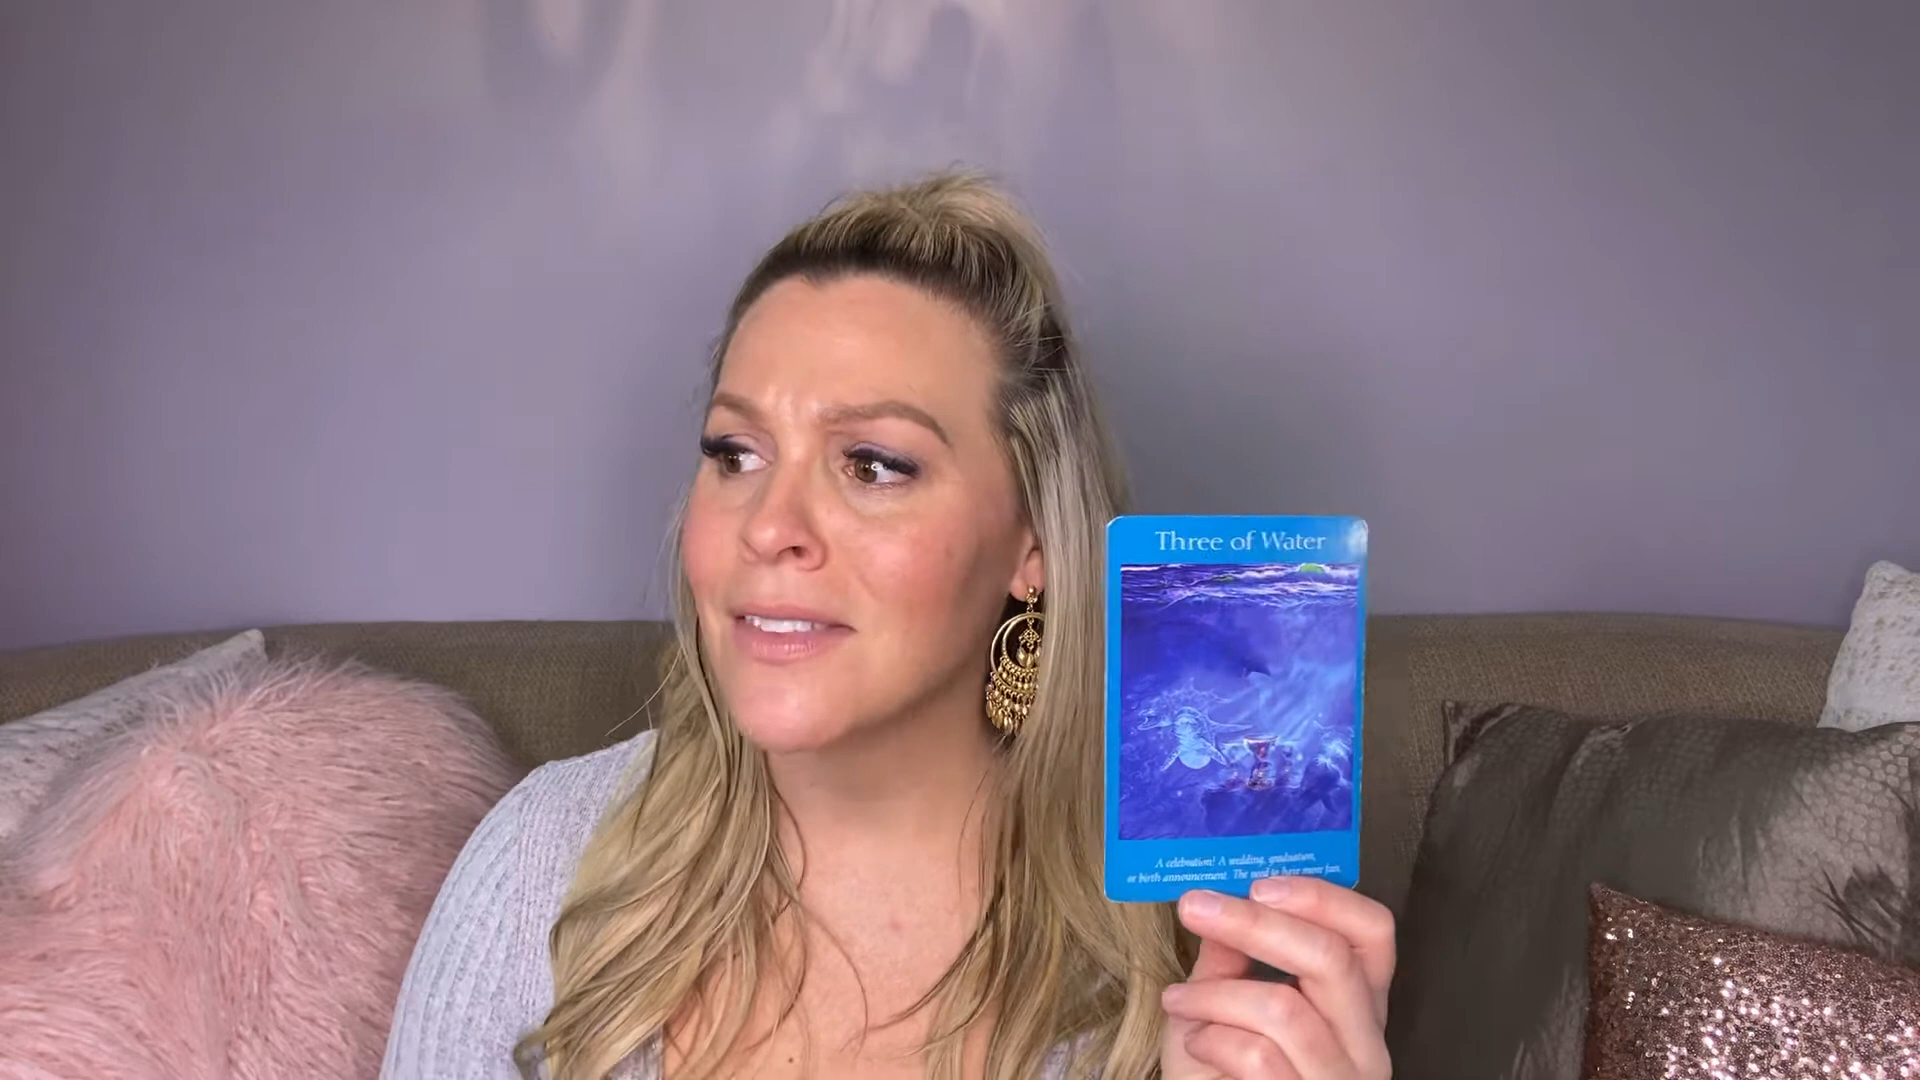 Three of Water
A celebration! A wedding, graduation,
or birth announcement. The need to have more fun.